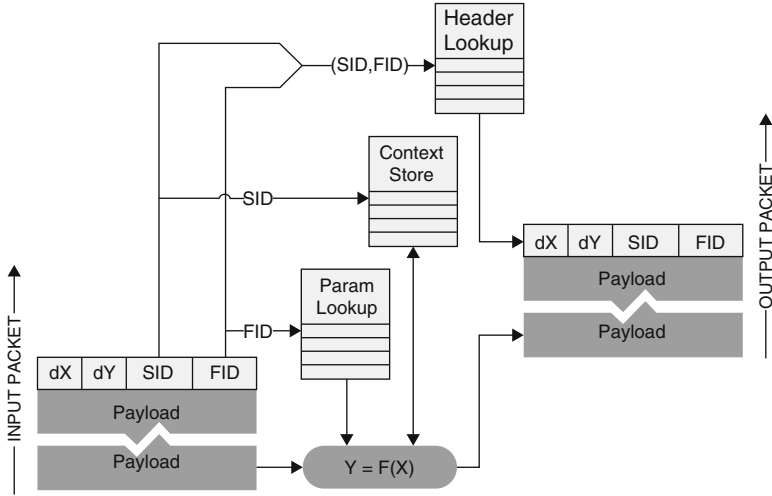 Header
Lookup
(SID,FID)
Context
Store
SID
Param
Lookup
FID
INPUT PACKET
dX dY SID FID
Payload
Payload
Y = F(X)
dX dY SID FID
Payload
Payload
OUTPUT PACKET